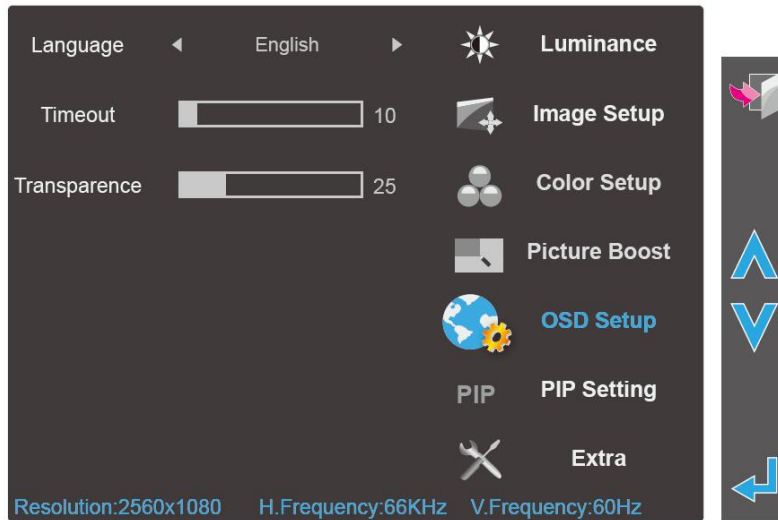 Language English Luminance
Timeout 10 Image Setup
Transparence 25 Color Setup
Picture Boost
OSD Setup
PIP PIP Setting
Extra
Resolution:2560x1080 H.Frequency:66KHz V.Frequency:60Hz